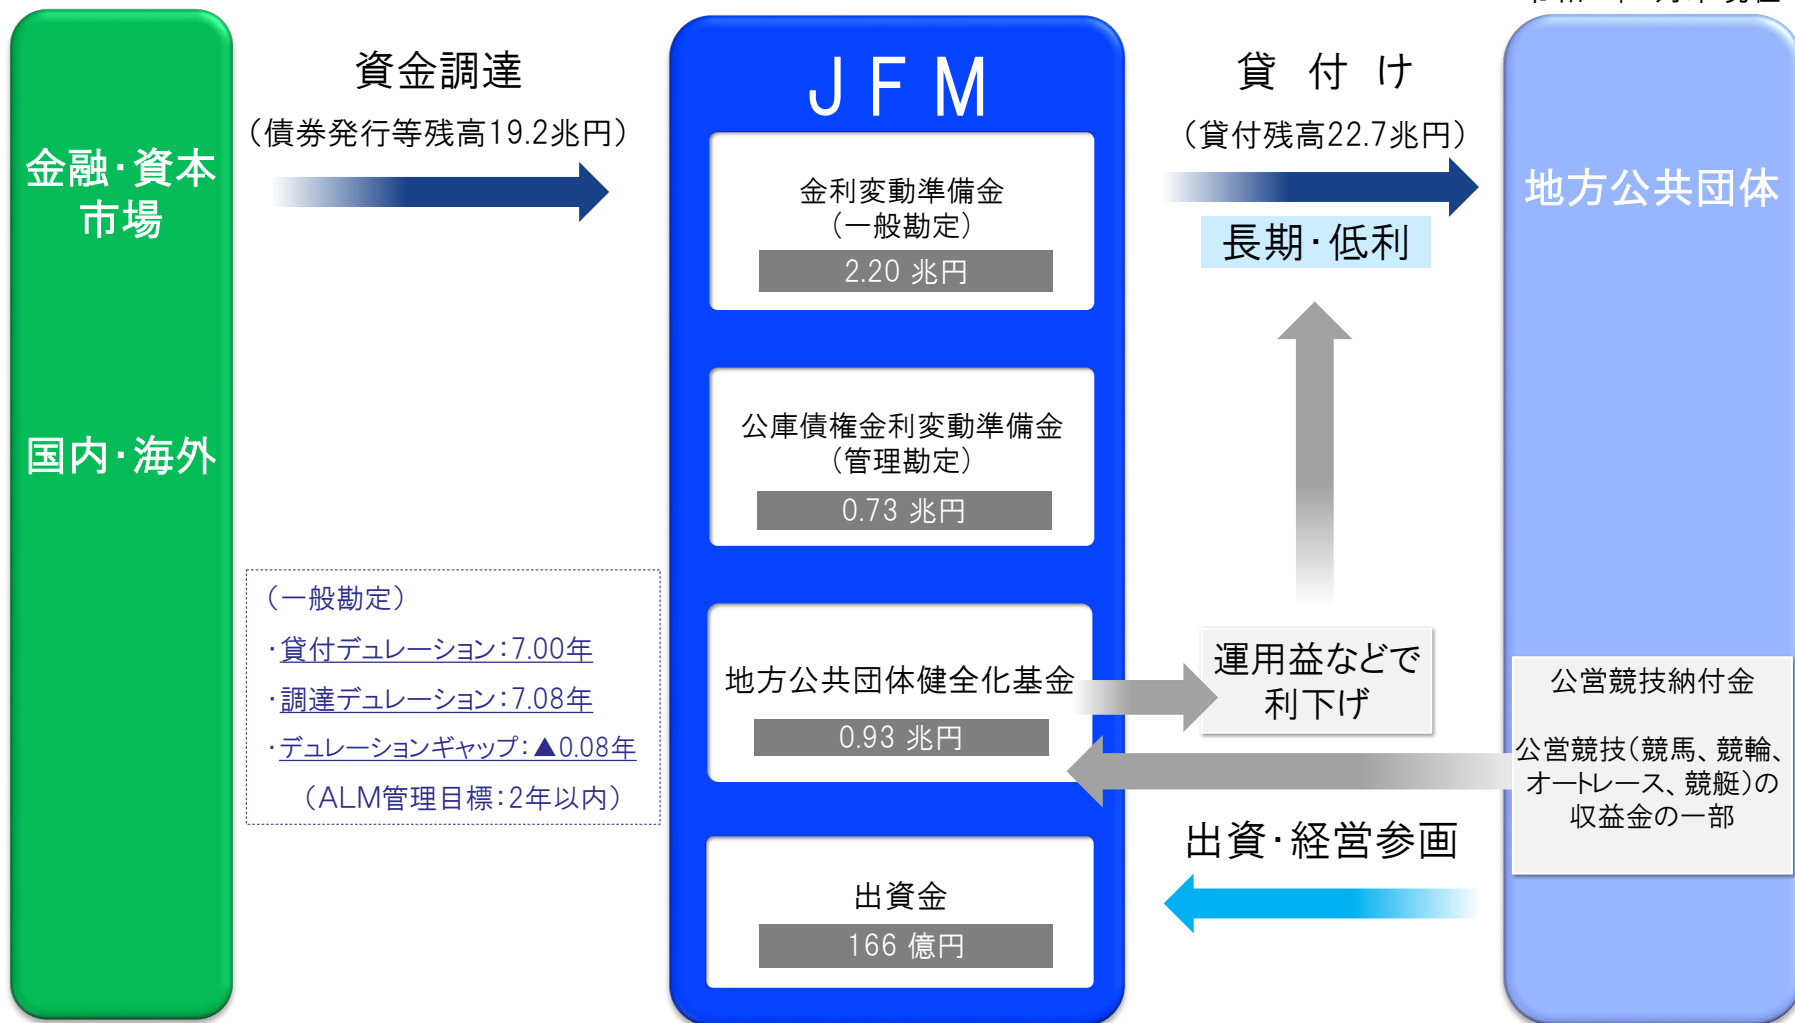 金融・資本
市場
国内・海外
資金調達
（債券発行等残高19.2兆円）
（一般勘定）
・貸付デュレーション：7.00年
・調達デュレーション：7.08年
・デュレーションギャップ：▲0.08年
（ALM管理目標：2年以内）
ＪＦＭ
金利変動準備金
（一般勘定）
2.20 兆円
公庫債権金利変動準備金
（管理勘定）
0.73 兆円
地方公共団体健全化基金
0.93 兆円
出資金
166 億円
貸 付 け
（貸付残高22.7兆円）
長期・低利
運用益などで
利下げ
出資・経営参画
地方公共団体
公営競技納付金
公営競技（競馬、競輪、
オートレース、競艇）の
収益金の一部